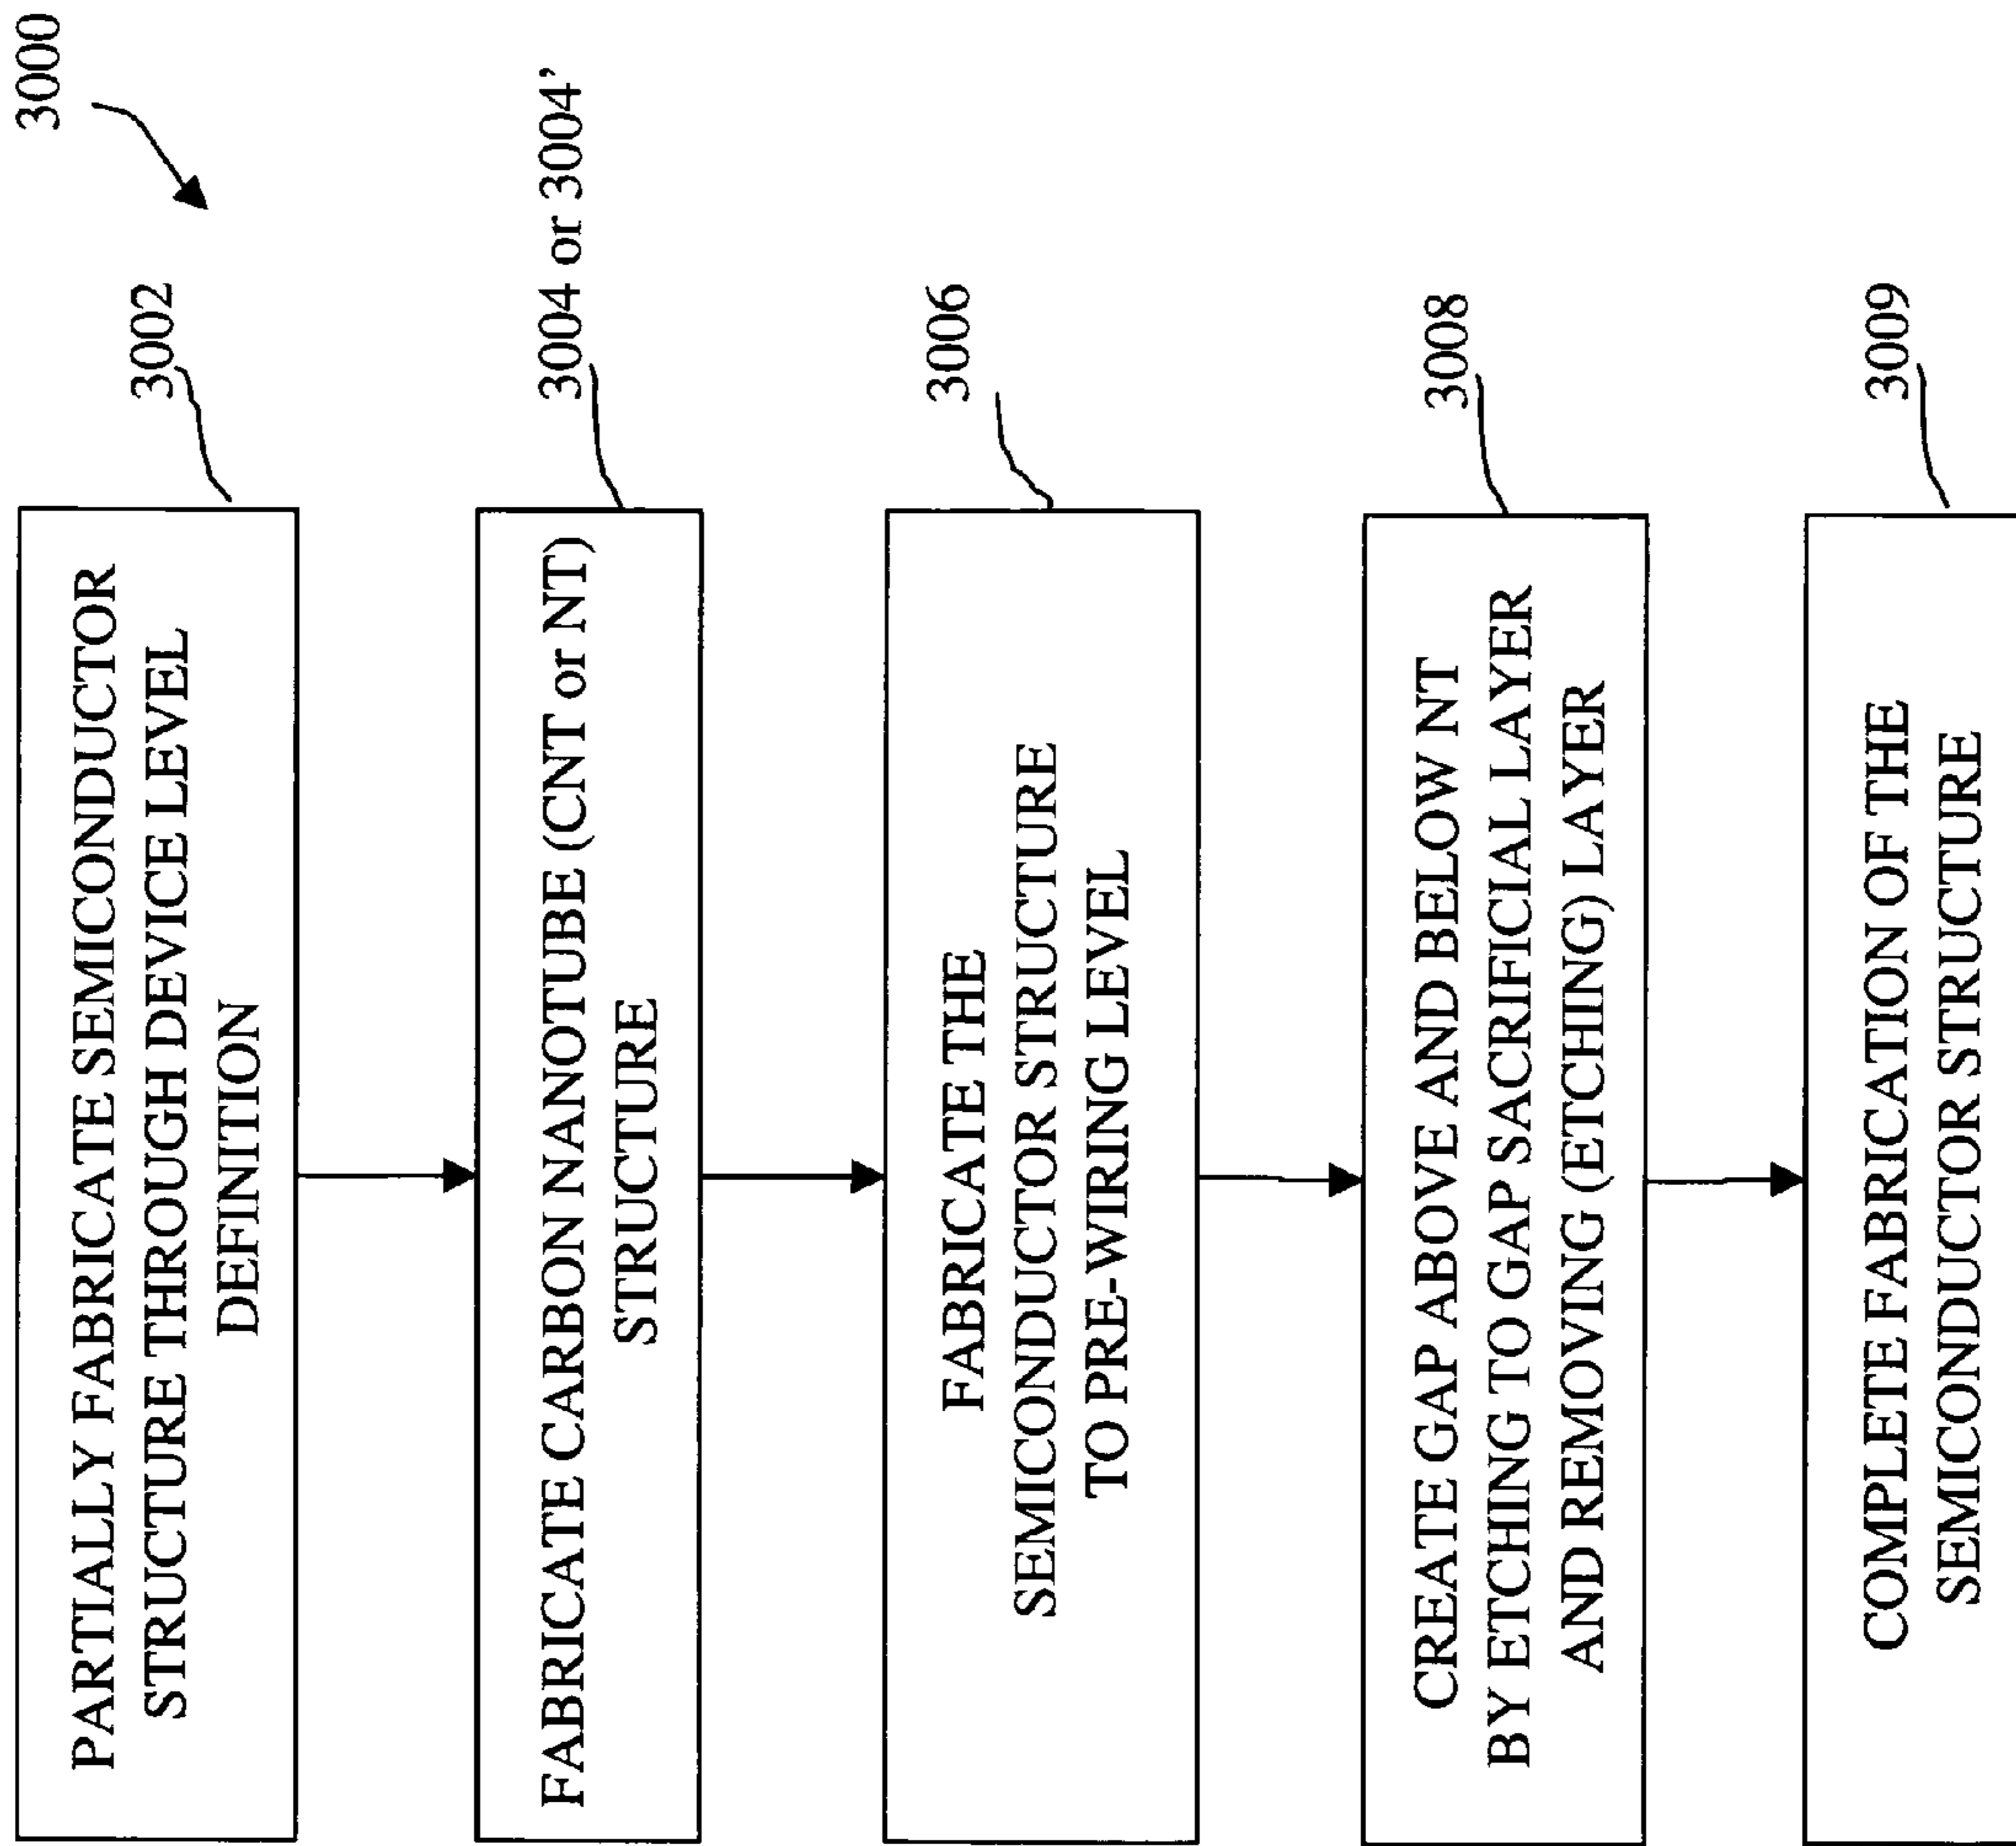 3000
3002
PARTIALLY FABRICATE SEMICONDUCTOR
STRUCTURE THROUGH DEVICE LEVEL
DEFINITION
3004 or 3004'
FABRICATE CARBON NANOTUBE (CNT or NT)
STRUCTURE
3006
FABRICATE THE
SEMICONDUCTOR STRUCTURE
TO PRE-WIRING LEVEL
3008
CREATE GAP ABOVE AND BELOW NT
BY ETCHING TO GAP SACRIFICIAL LAYER
AND REMOVING (ETCHING) LAYER
3009
COMPLETE FABRICATION OF THE
SEMICONDUCTOR STRUCTURE